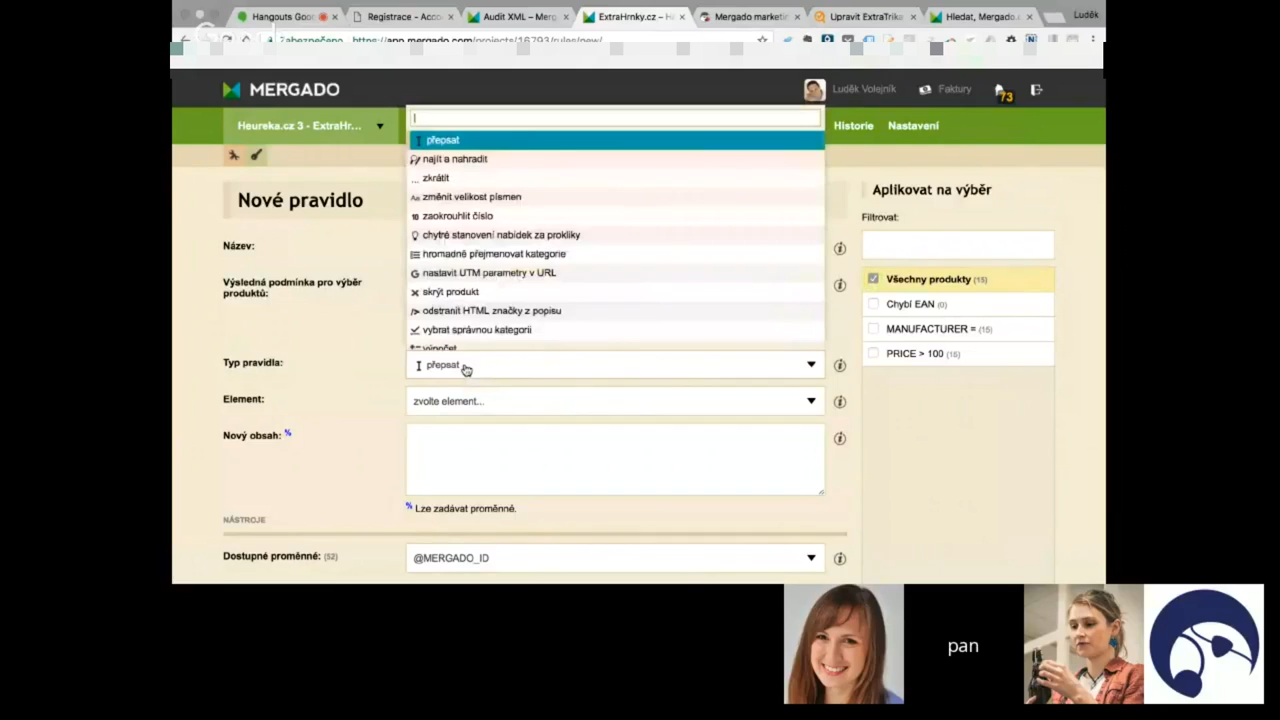 Hangouts Goo
Registrace - Acco
Audit XML – Merg
ExtraHrnky.cz – H
Mergado marketi
Upravit ExtraTrika
Hledat, Mergado
Luděk
Zabezpečeno
https://app.mergado.com/projects/16793/rules/new/
MERGADO
Luděk Volejník
Faktury
73
Heureka.cz 3 - ExtraHr...
Historie
Nastavení
Nové pravidlo
Název:
Výsledná podmínka pro výběr
produktů:
přepsat
najít a nahradit
zkrátit
změnit velikost písmen
zaokrouhlit číslo
chytré stanovení nabídek za prokliky
hromadně přejmenovat kategorie
nastavit UTM parametry v URL
skrýt produkt
odstranit HTML značky z popisu
vybrat správnou kategorii
výpočet
Typ pravidla:
přepsat
Element:
zvolte element...
Nový obsah: %
% Lze zadávat proměnné.
NÁSTROJE
Dostupné proměnné: (52)
@MERGADO_ID
Aplikovat na výběr
Filtrovat:
Všechny produkty (15)
Chybí EAN (0)
MANUFACTURER = (15)
PRICE > 100 (15)
pan